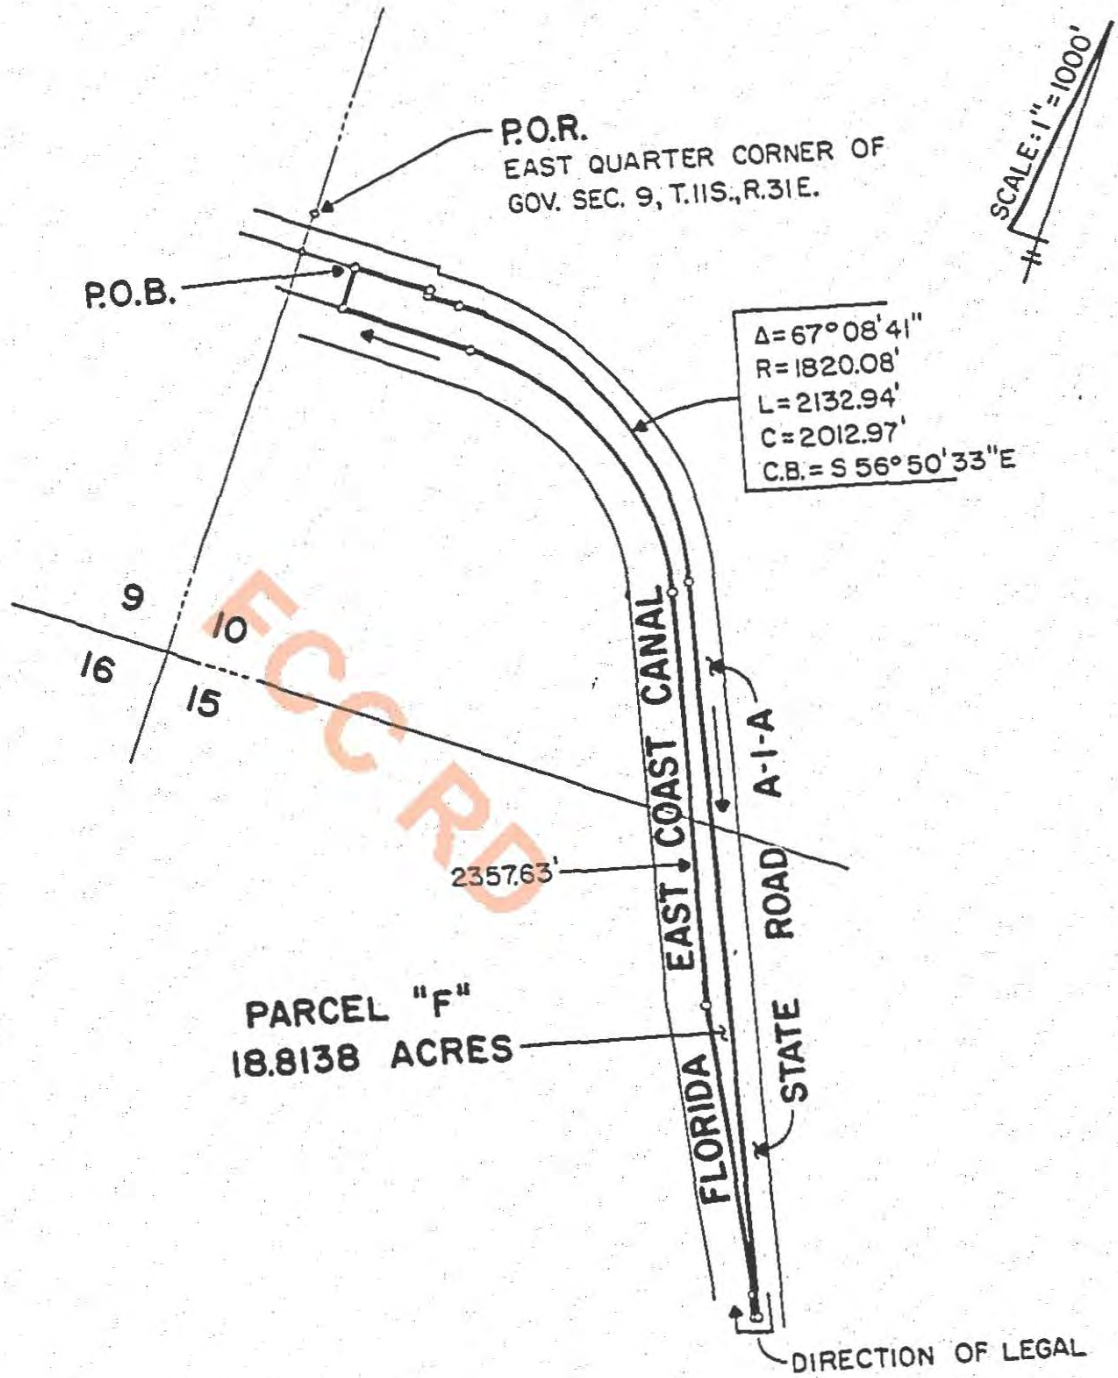 SCALE: 1" = 1000'
P.O.R.
EAST QUARTER CORNER OF
GOV. SEC. 9, T.11S., R.31E.
P.O.B.
Δ=67°08'41"
R=1820.08'
L=2132.94'
C=2012.97'
C.B.= S 56°50'33"E
9
10
16
15
FCC RD
FLORIDA EAST COAST CANAL
STATE ROAD A-1-A
2357.63'
PARCEL "F"
18.8138 ACRES
DIRECTION OF LEGAL